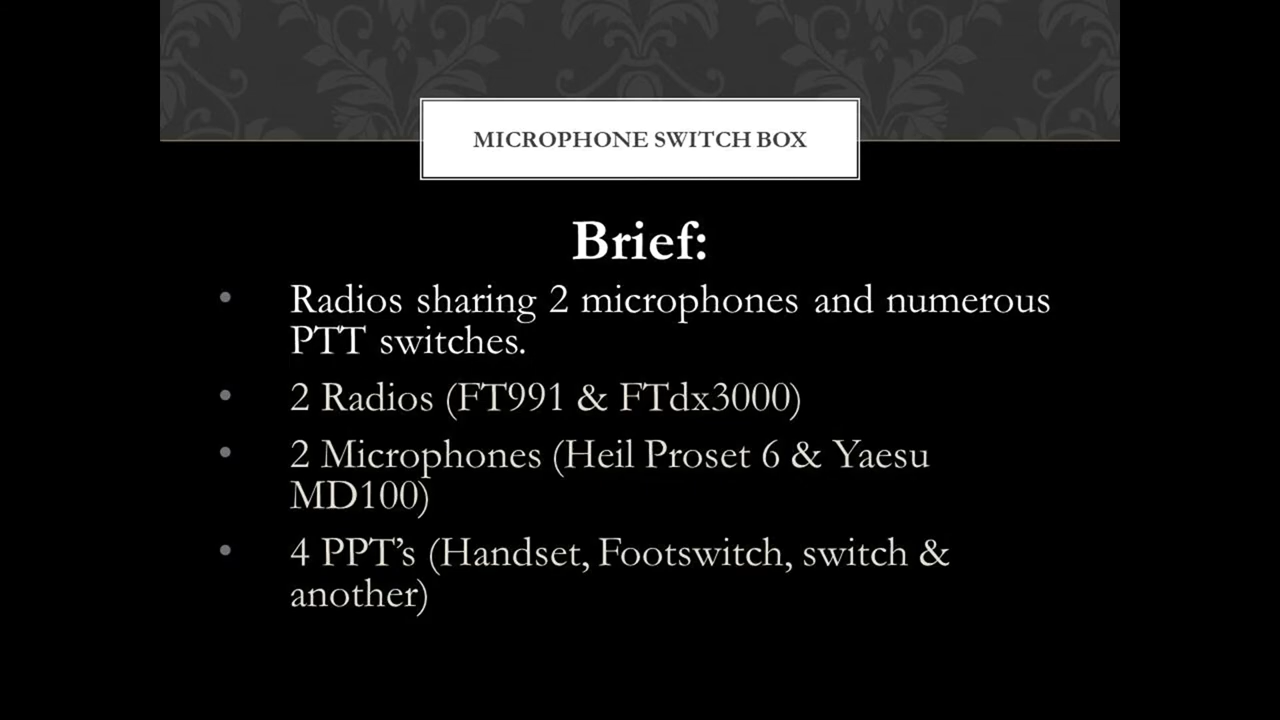 MICROPHONE SWITCH BOX
Brief:
• Radios sharing 2 microphones and numerous
PTT switches.
• 2 Radios (FT991 & FTdx3000)
• 2 Microphones (Heil Proset 6 & Yaesu
MD100)
• 4 PPT’s (Handset, Footswitch, switch &
another)